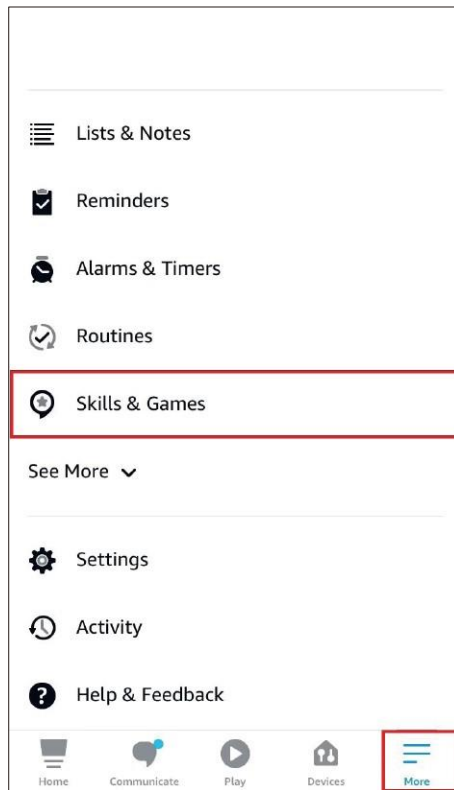 Lists & Notes
Reminders
Alarms & Timers
Routines
Skills & Games
See More
Settings
Activity
Help & Feedback
Home Communicate Play Devices More